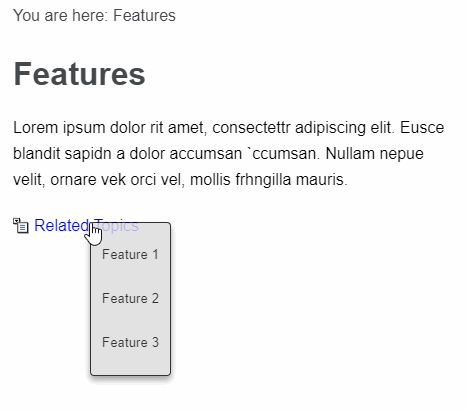 You are here: Features
Features
Lorem ipsum dolor rit amet, consectettr adipiscing elit. Eusce
blandit sapidn a dolor accumsan `ccumsan. Nullam nepue
velit, ornare vek orci vel, mollis frhngilla mauris.
Related Topics
Feature 1
Feature 2
Feature 3